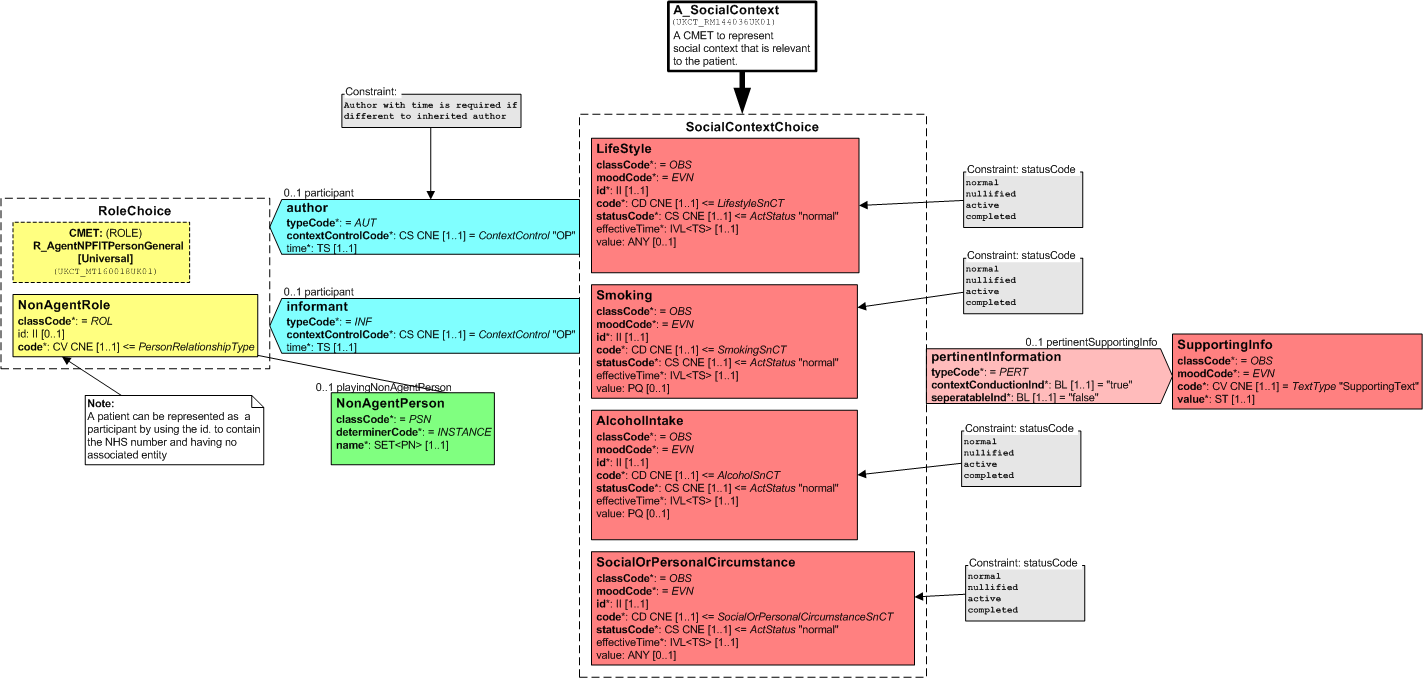 A_SocialContext
(UKCT_RM144036UK01)
A CMET to represent
social context that is relevant
to the patient.
Constraint:
Author with time is required if
different to inherited author
SocialContextChoice
LifeStyle
classCode*: = OBS
moodCode*: = EVN
id*: II [1..1]
code*: CD CNE [1..1] <= LifestyleSnCT
statusCode*: CS CNE [1..1] <= ActStatus "normal"
effectiveTime*: IVL<TS> [1..1]
value: ANY [0..1]
Constraint: statusCode
normal
nullified
active
completed
0..1 participant
author
typeCode*: = AUT
contextControlCode*: CS CNE [1..1] = ContextControl "OP"
time*: TS [1..1]
RoleChoice
CMET: (ROLE)
R_AgentNPFITPersonGeneral
[Universal]
(UKCT_MT160018UK01)
NonAgentRole
classCode*: = ROL
id: II [0..1]
code*: CV CNE [1..1] <= PersonRelationshipType
0..1 participant
informant
typeCode*: = INF
contextControlCode*: CS CNE [1..1] = ContextControl "OP"
time*: TS [1..1]
Smoking
classCode*: = OBS
moodCode*: = EVN
id*: II [1..1]
code*: CD CNE [1..1] <= SmokingSnCT
statusCode*: CS CNE [1..1] <= ActStatus "normal"
effectiveTime*: IVL<TS> [1..1]
value: PQ [0..1]
Constraint: statusCode
normal
nullified
active
completed
0..1 pertinentSupportingInfo
pertinentInformation
typeCode*: = PERT
contextConductionInd*: BL [1..1] = "true"
seperatableInd*: BL [1..1] = "false"
SupportingInfo
classCode*: = OBS
moodCode*: = EVN
code*: CV CNE [1..1] = TextType "SupportingText"
value*: ST [1..1]
Note:
A patient can be represented as a
participant by using the id. to contain
the NHS number and having no
associated entity
0..1 playingNonAgentPerson
NonAgentPerson
classCode*: = PSN
determinerCode*: = INSTANCE
name*: SET<PN> [1..1]
AlcoholIntake
classCode*: = OBS
moodCode*: = EVN
id*: II [1..1]
code*: CD CNE [1..1] <= AlcoholSnCT
statusCode*: CS CNE [1..1] <= ActStatus "normal"
effectiveTime*: IVL<TS> [1..1]
value: PQ [0..1]
Constraint: statusCode
normal
nullified
active
completed
SocialOrPersonalCircumstance
classCode*: = OBS
moodCode*: = EVN
id*: II [1..1]
code*: CD CNE [1..1] <= SocialOrPersonalCircumstanceSnCT
statusCode*: CS CNE [1..1] <= ActStatus "normal"
effectiveTime*: IVL<TS> [1..1]
value: ANY [0..1]
Constraint: statusCode
normal
nullified
active
completed